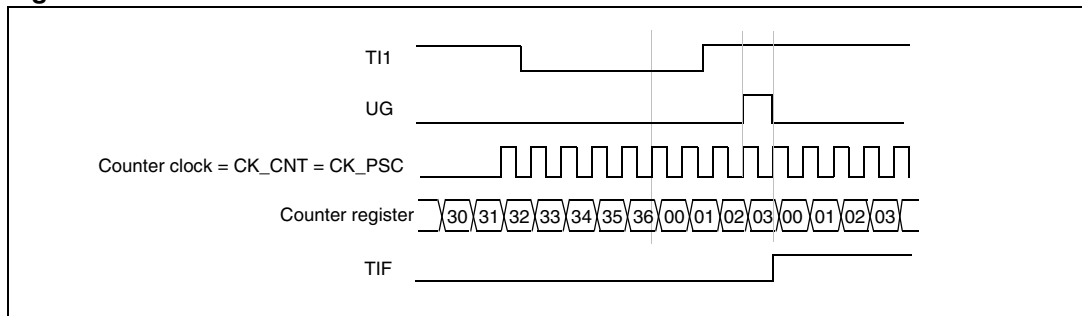 TI1
UG
Counter clock = CK_CNT = CK_PSC
Counter register 30 31 32 33 34 35 36 00 01 02 03 00 01 02 03
TIF